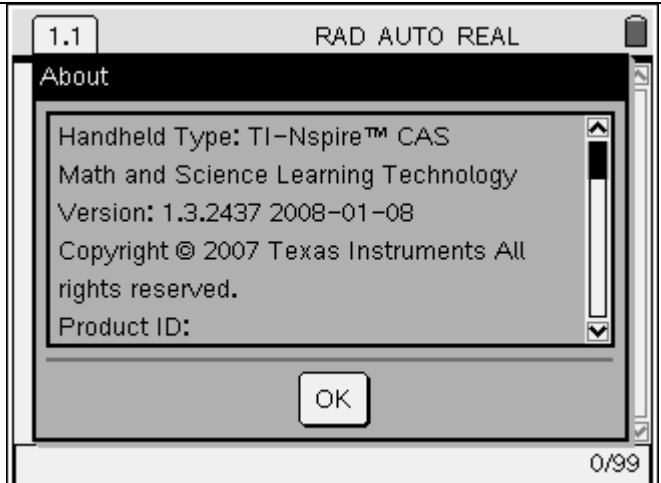 1.1 RAD AUTO REAL
About
Handheld Type: TI-Nspire™ CAS
Math and Science Learning Technology
Version: 1.3.2437 2008-01-08
Copyright © 2007 Texas Instruments All
rights reserved.
Product ID:
OK
0/99